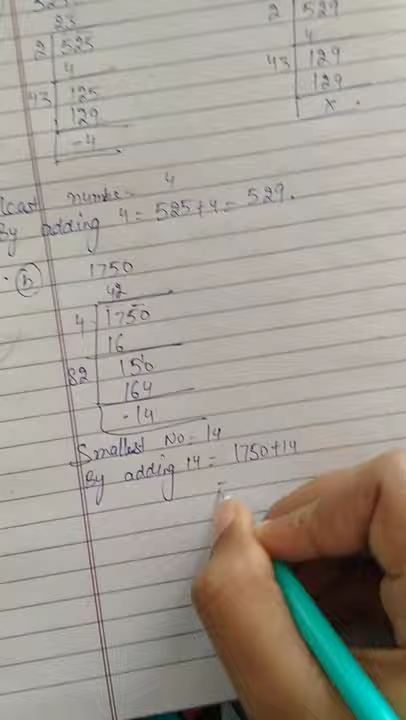 23
2 525
4
43 125
129
-4
2 529
4
43 129
129
x
least number 4
By adding 4 = 525+4 = 529.
(b) 1750
42
4 1750
16
82 150
164
-14
Smallest No = 14
By adding 14 = 1750+14
=